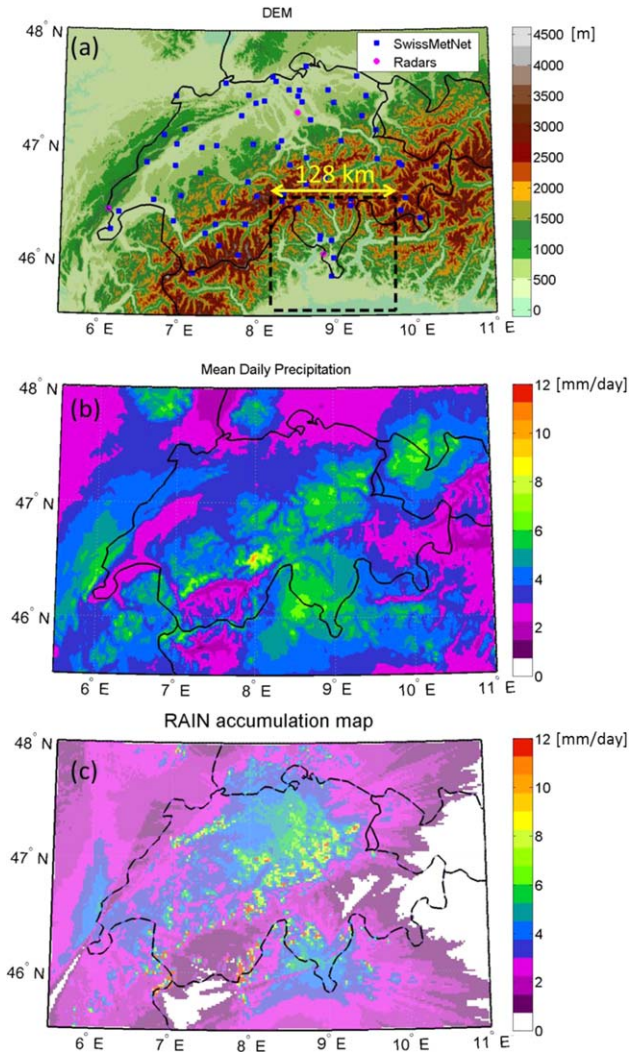 DEM
48 N
(a)
SwissMetNet
Radars
4500 [m]
4000
3500
47 N
3000
2500
128 km
2000
1500
46 N
1000
500
0
6° E 7° E 8° E 9° E 10° E 11° E
Mean Daily Precipitation
48° N
(b)
12 [mm/day]
10
47° N
8
6
4
46° N
2
0
6° E 7° E 8° E 9° E 10° E 11° E
RAIN accumulation map
48° N
(c)
12 [mm/day]
10
47° N
8
6
4
46° N
2
0
6° E 7° E 8° E 9° E 10° E 11° E